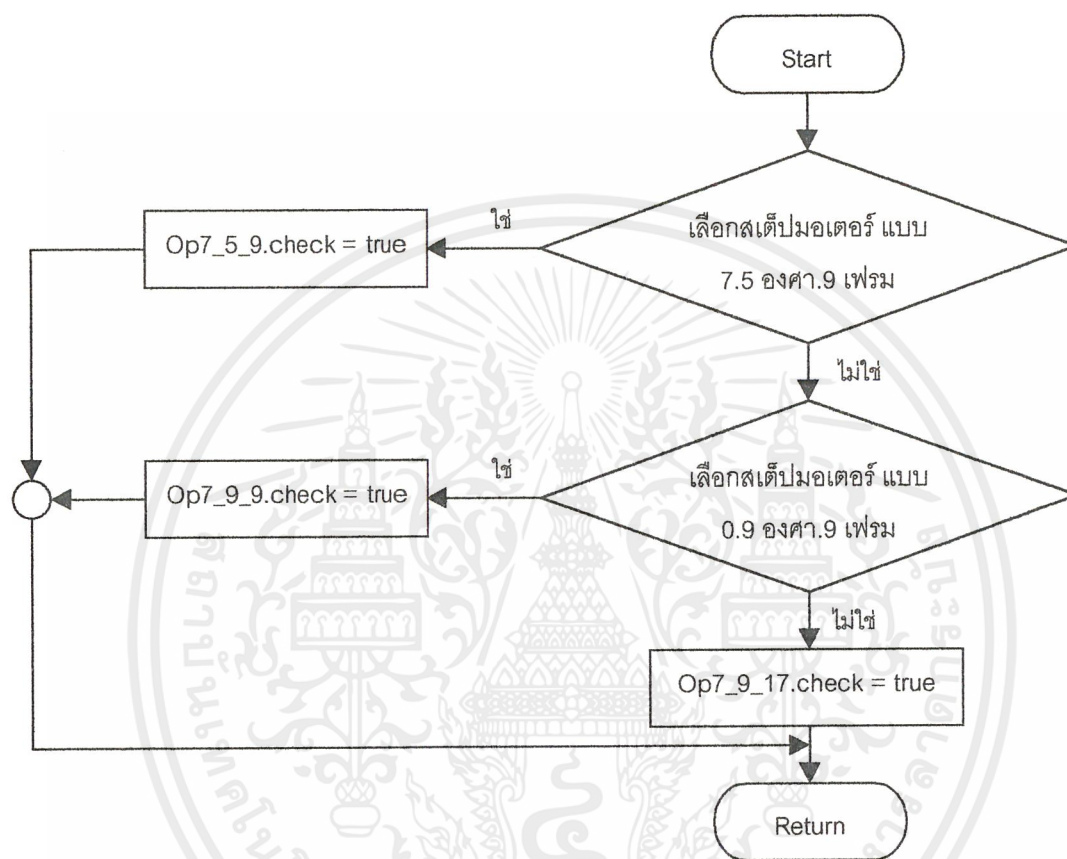 Start
เลือกสเต็ปมอเตอร์ แบบ
7.5 องศา.9 เฟรม
ใช่
Op7_5_9.check = true
ไม่ใช่
เลือกสเต็ปมอเตอร์ แบบ
0.9 องศา.9 เฟรม
ใช่
Op7_9_9.check = true
ไม่ใช่
Op7_9_17.check = true
Return